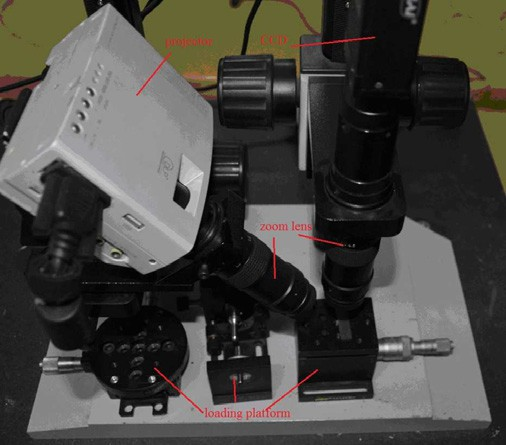 projector
CCD
zoom lens
loading platform